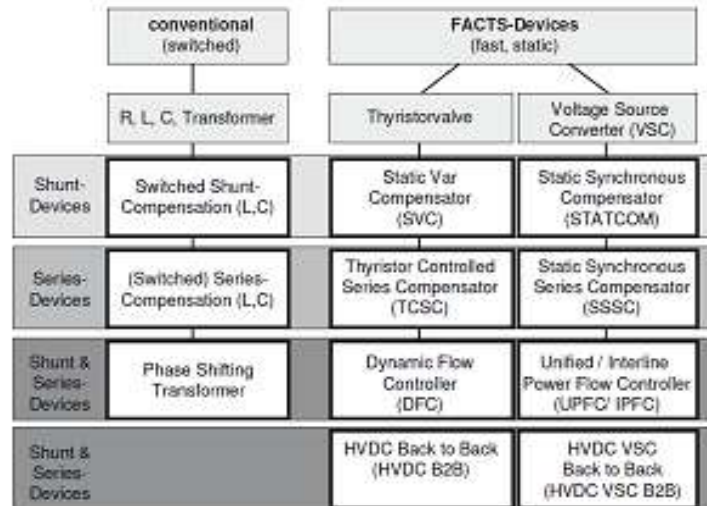 conventional
(switched)
FACTS-Devices
(fast, static)
R, L, C, Transformer
Thyristorvalve
Voltage Source
Converter (VSC)
Shunt-
Devices
Switched Shunt-
Compensation (L,C)
Static Var
Compensator
(SVC)
Static Synchronous
Compensator
(STATCOM)
Series-
Devices
(Switched) Series-
Compensation (L,C)
Thyristor Controlled
Series Compensator
(TCSC)
Static Synchronous
Series Compensator
(SSSC)
Shunt &
Series-
Devices
Phase Shifting
Transformer
Dynamic Flow
Controller
(DFC)
Unified / Interline
Power Flow Controller
(UPFC/ IPFC)
Shunt &
Series-
Devices
HVDC Back to Back
(HVDC B2B)
HVDC VSC
Back to Back
(HVDC VSC B2B)